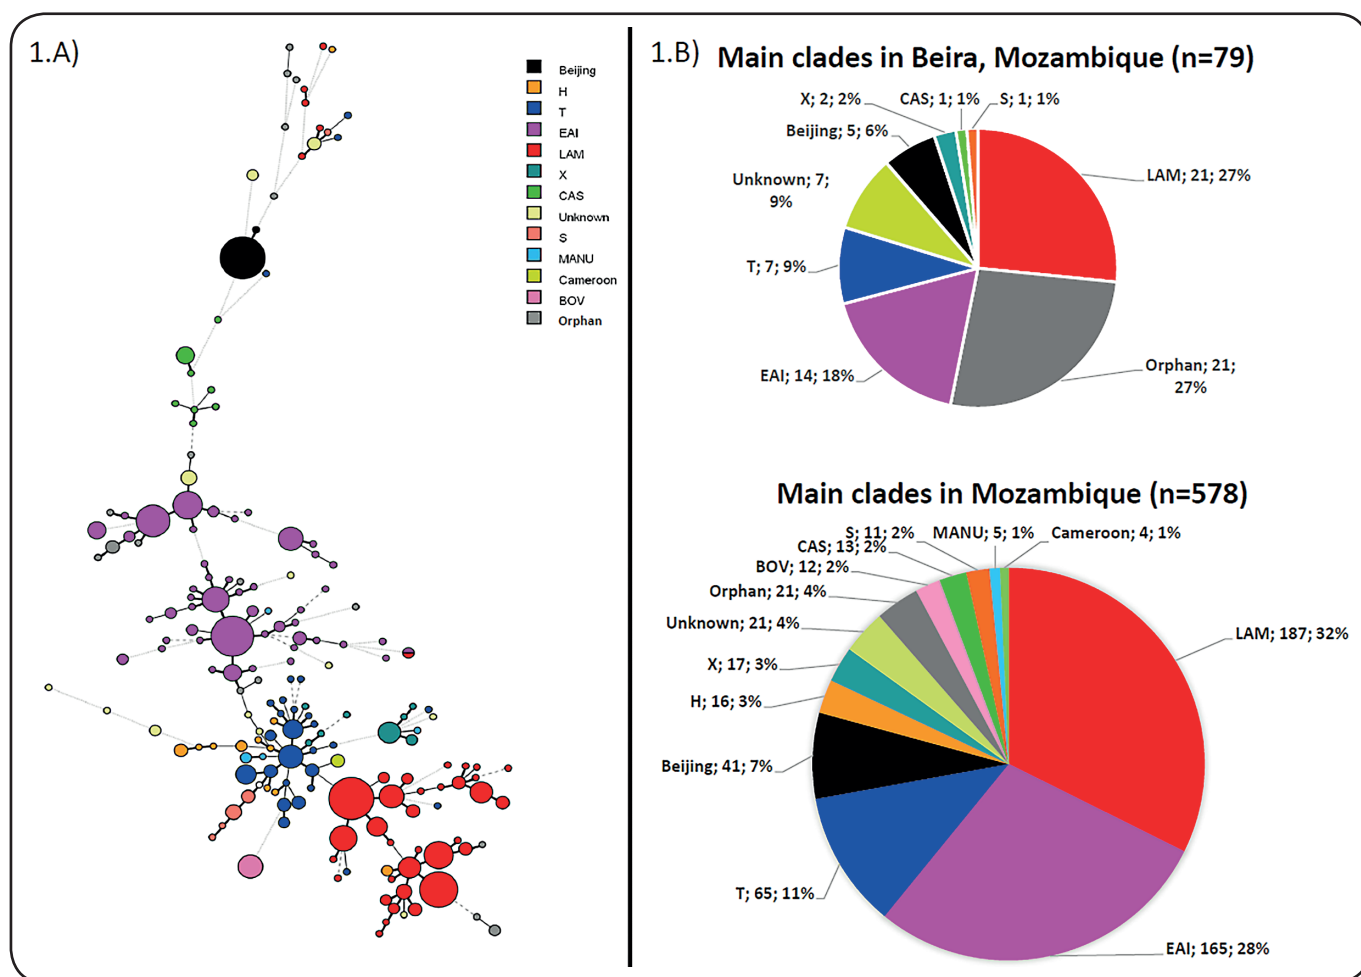 1.A)
Beijing
H
T
EAI
LAM
X
CAS
Unknown
S
MANU
Cameroon
BOV
Orphan
1.B)
Main clades in Beira, Mozambique (n=79)
X; 2; 2%
CAS; 1; 1%
S; 1; 1%
Beijing; 5; 6%
LAM; 21; 27%
Unknown; 7;
9%
T; 7; 9%
EAI; 14; 18%
Orphan; 21;
27%
Main clades in Mozambique (n=578)
S; 11; 2%
MANU; 5; 1%
Cameroon; 4; 1%
CAS; 13; 2%
BOV; 12; 2%
Orphan; 21; 4%
Unknown; 21; 4%
LAM; 187; 32%
X; 17; 3%
H; 16; 3%
Beijing; 41; 7%
T; 65; 11%
EAI; 165; 28%